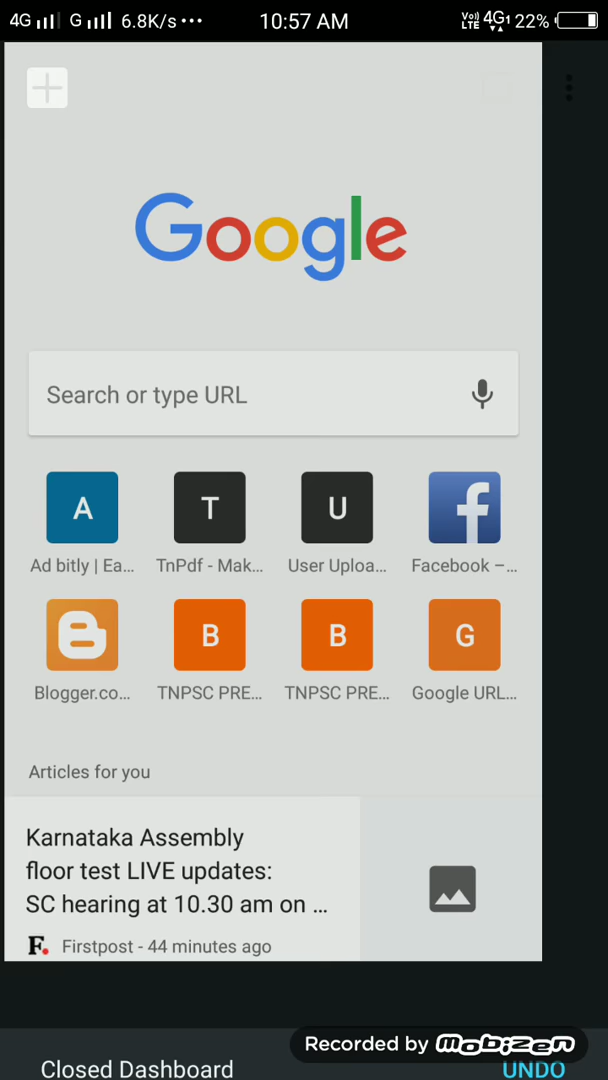 4G G 6.8K/s ••• 10:57 AM VoLTE 4G 1 22%
Google
Search or type URL
A T U f
Ad bitly | Ea... TnPdf - Mak... User Uploa... Facebook –...
B B G
Blogger.co... TNPSC PRE... TNPSC PRE... Google URL...
Articles for you
Karnataka Assembly
floor test LIVE updates:
SC hearing at 10.30 am on ...
F. Firstpost - 44 minutes ago
Recorded by mobizen
Closed Dashboard UNDO